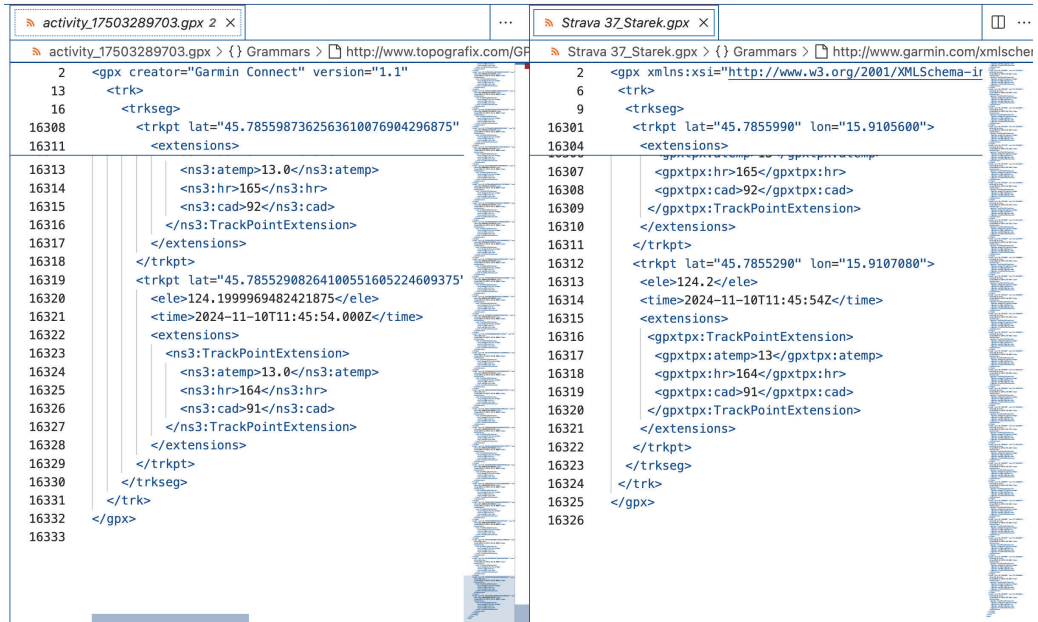 activity_17503289703.gpx 2 ×
...
activity_17503289703.gpx > {} Grammars > http://www.topografix.com/GP
2 <gpx creator="Garmin Connect" version="1.1"
13 <trk>
16 <trkseg>
16308 <trkpt lat="45.7855987362563610076904296875"
16311 <extensions>
16313 <ns3:atemp>13.0</ns3:atemp>
16314 <ns3:hr>165</ns3:hr>
16315 <ns3:cad>92</ns3:cad>
16316 </ns3:TrackPointExtension>
16317 </extensions>
16318 </trkpt>
16319
16320 <ele>124.1999969482421875</ele>
16321 <time>2024-11-10T11:45:54.000Z</time>
16322 <extensions>
16323 <ns3:TrackPointExtension>
16324 <ns3:atemp>13.0</ns3:atemp>
16325 <ns3:hr>164</ns3:hr>
16326 <ns3:cad>91</ns3:cad>
16327 </ns3:TrackPointExtension>
16328 </extensions>
16329 </trkpt>
16330 </trkseg>
16331 </trk>
16332 </gpx>
16333
Strava 37_Starek.gpx ×
...
Strava 37_Starek.gpx > {} Grammars > http://www.garmin.com/xmlscher
2 <gpx xmlns:xsi="http://www.w3.org/2001/XMLSchema-ir
6 <trk>
9 <trkseg>
16301 <trkpt lat="45.7855990" lon="15.9105600">
16304 <extensions>
16307 <gpxtpx:hr>165</gpxtpx:hr>
16308 <gpxtpx:cad>92</gpxtpx:cad>
16309 </gpxtpx:TrackPointExtension>
16310 </extensions>
16311 </trkpt>
16312 <trkpt lat="45.7855290" lon="15.9107080">
16313 <ele>124.2</ele>
16314 <time>2024-11-10T11:45:54Z</time>
16315 <extensions>
16316 <gpxtpx:TrackPointExtension>
16317 <gpxtpx:atemp>13</gpxtpx:atemp>
16318 <gpxtpx:hr>164</gpxtpx:hr>
16319 <gpxtpx:cad>91</gpxtpx:cad>
16320 </gpxtpx:TrackPointExtension>
16321 </extensions>
16322 </trkpt>
16323 </trkseg>
16324 </trk>
16325 </gpx>
16326